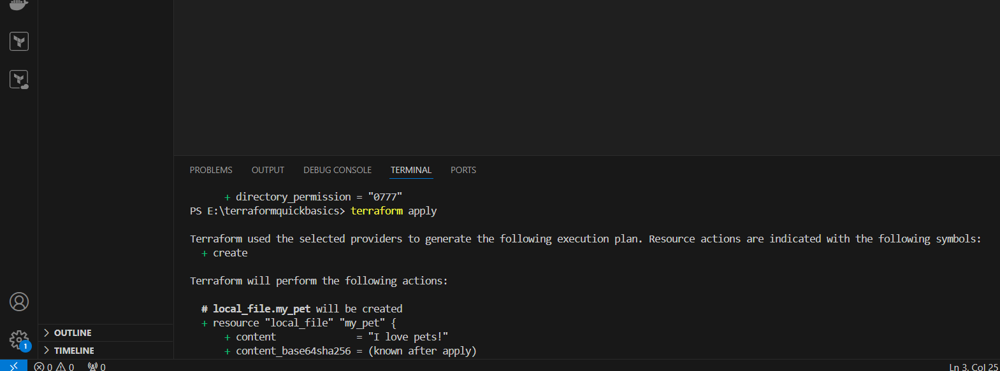 PROBLEMS OUTPUT DEBUG CONSOLE TERMINAL PORTS
+ directory_permission = "0777"
PS E:\terraformquickbasics> terraform apply
Terraform used the selected providers to generate the following execution plan. Resource actions are indicated with the following symbols:
+ create
Terraform will perform the following actions:
# local_file.my_pet will be created
+ resource "local_file" "my_pet" {
+ content = "I love pets!"
+ content_base64sha256 = (known after apply)
OUTLINE
TIMELINE
1
0 0 0
Ln 3, Col 25